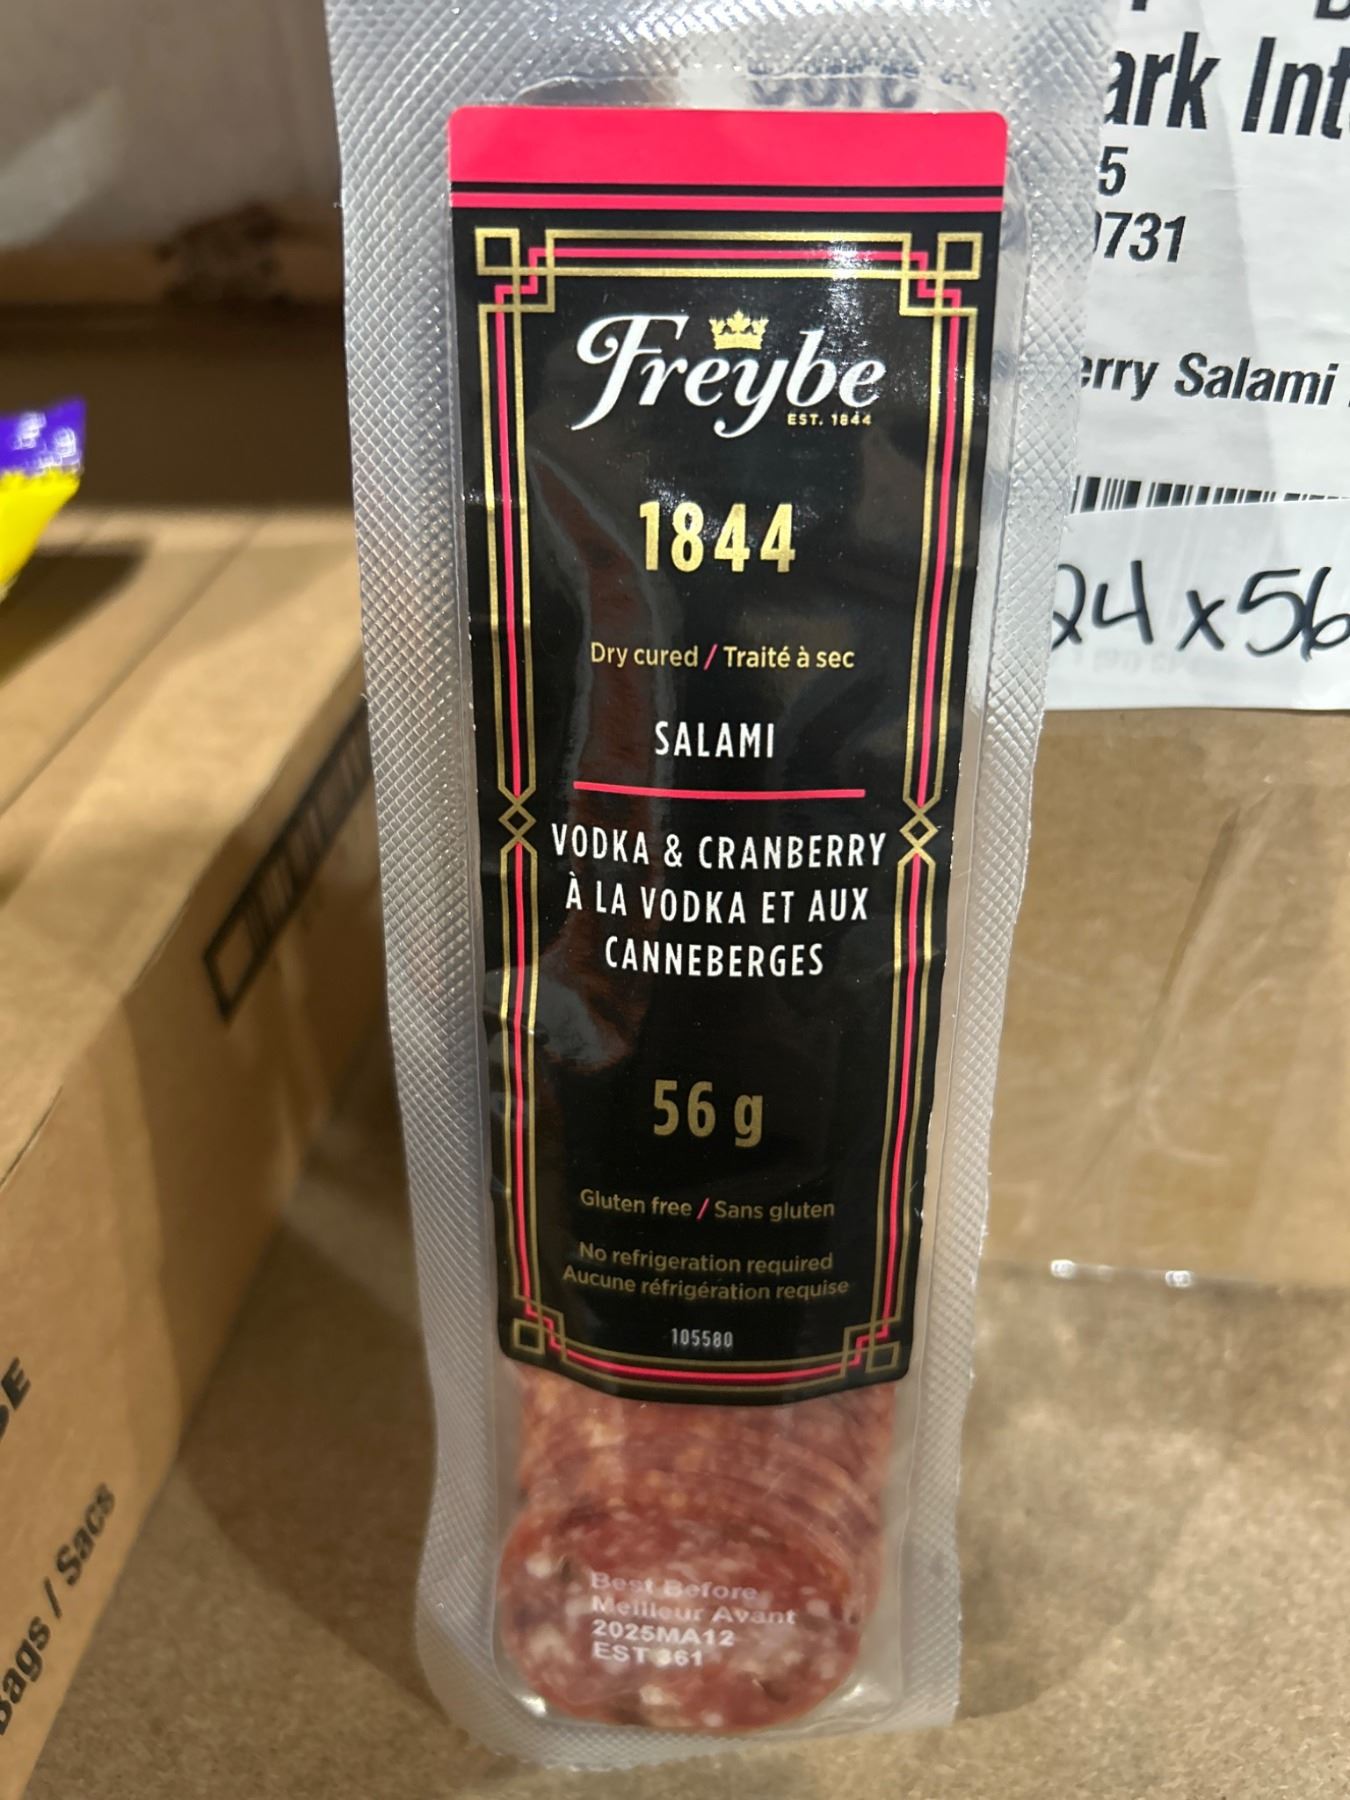 Freybe
EST. 1844
1844
Dry cured / Traité à sec
SALAMI
VODKA & CRANBERRY
À LA VODKA ET AUX
CANNEBERGES
56 g
Gluten free / Sans gluten
No refrigeration required
Aucune réfrigération requise
105580
Best Before
Meilleur Avant
2025MA12
EST 361
ark Int
5
731
erry Salami
24 x 56
Bags / Sacs